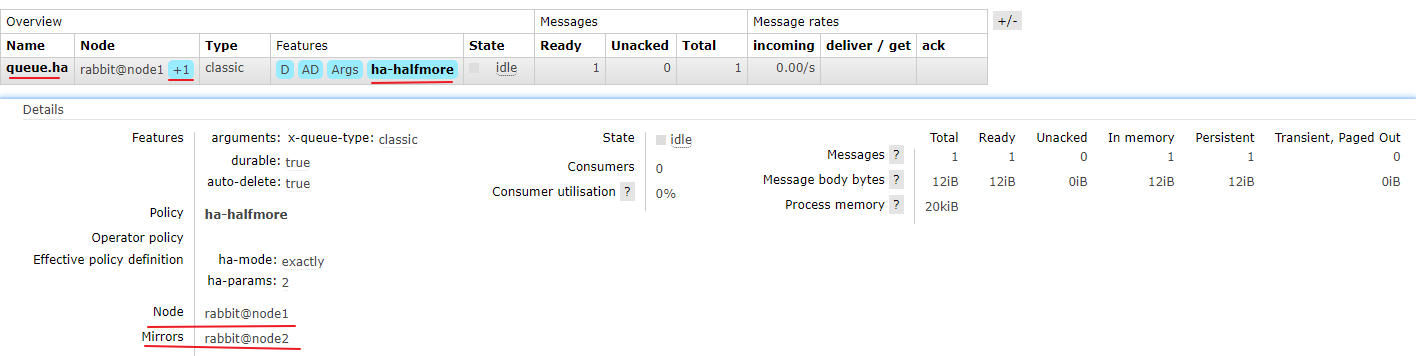 Overview Messages Message rates +/-
Name Node Type Features State Ready Unacked Total incoming deliver / get ack
queue.ha rabbit@node1 +1 classic D AD Args ha-halfmore idle 1 0 1 0.00/s
Details
Features arguments: x-queue-type: classic
durable: true
auto-delete: true
Policy ha-halfmore
Operator policy
Effective policy definition ha-mode: exactly
ha-params: 2
Node rabbit@node1
Mirrors rabbit@node2
State idle
Consumers 0
Consumer utilisation ? 0%
Total Ready Unacked In memory Persistent Transient, Paged Out
Messages ? 1 1 0 1 1 0
Message body bytes ? 12iB 12iB 0iB 12iB 12iB 0iB
Process memory ? 20kiB